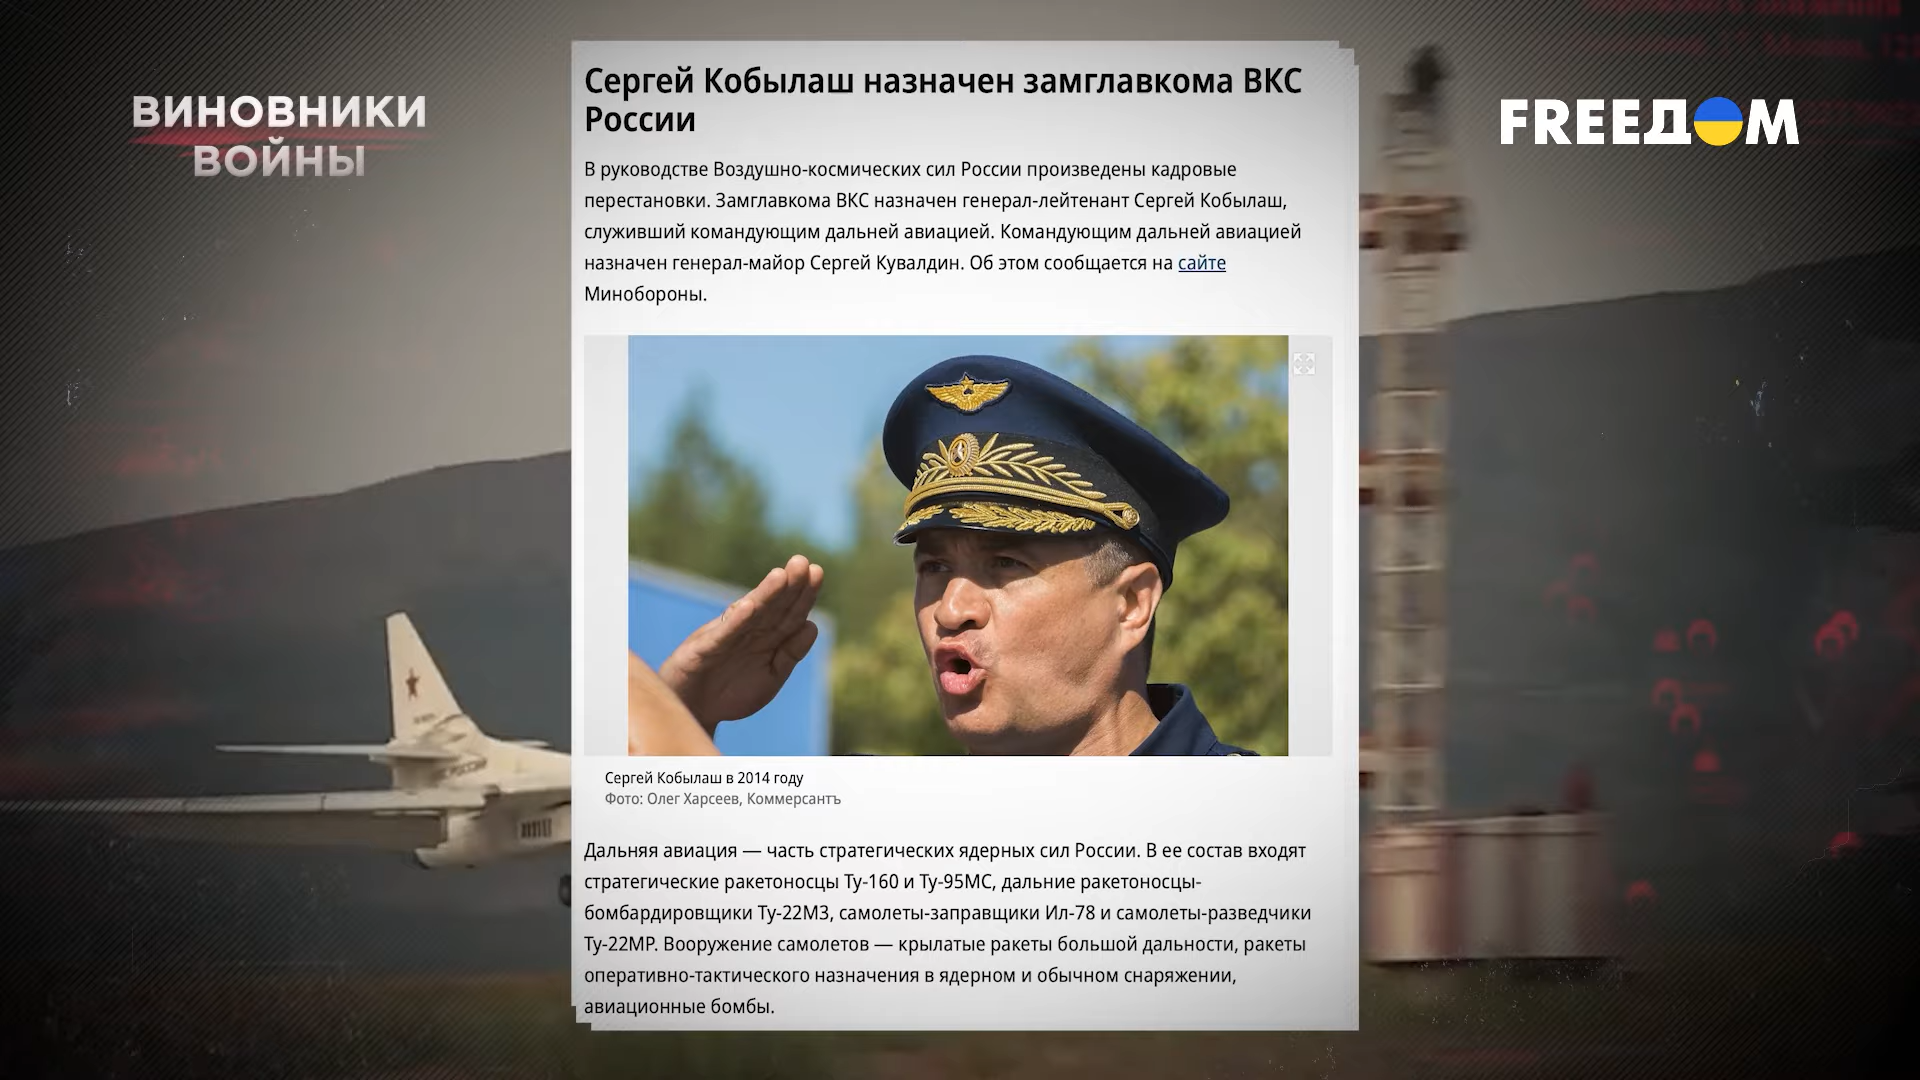 ВИНОВНИКИ
ВОЙНЫ
FREEДOM
Сергей Кобылаш назначен замглавкома ВКС
России
В руководстве Воздушно-космических сил России произведены кадровые
перестановки. Замглавкома ВКС назначен генерал-лейтенант Сергей Кобылаш,
служивший командующим дальней авиацией. Командующим дальней авиацией
назначен генерал-майор Сергей Кувалдин. Об этом сообщается на сайте
Минобороны.
Сергей Кобылаш в 2014 году
Фото: Олег Харсеев, Коммерсантъ
Дальняя авиация — часть стратегических ядерных сил России. В ее состав входят
стратегические ракетоносцы Ту-160 и Ту-95МС, дальние ракетоносцы-
бомбардировщики Ту-22М3, самолеты-заправщики Ил-78 и самолеты-разведчики
Ту-22МР. Вооружение самолетов — крылатые ракеты большой дальности, ракеты
оперативно-тактического назначения в ядерном и обычном снаряжении,
авиационные бомбы.